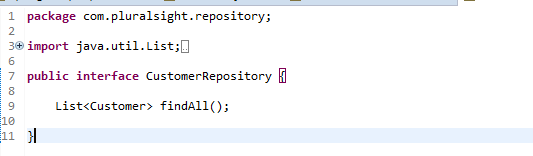 1 package com.pluralsight.repository;
2
3 import java.util.List;
6
7 public interface CustomerRepository {
8
9 List<Customer> findAll();
10
11 }